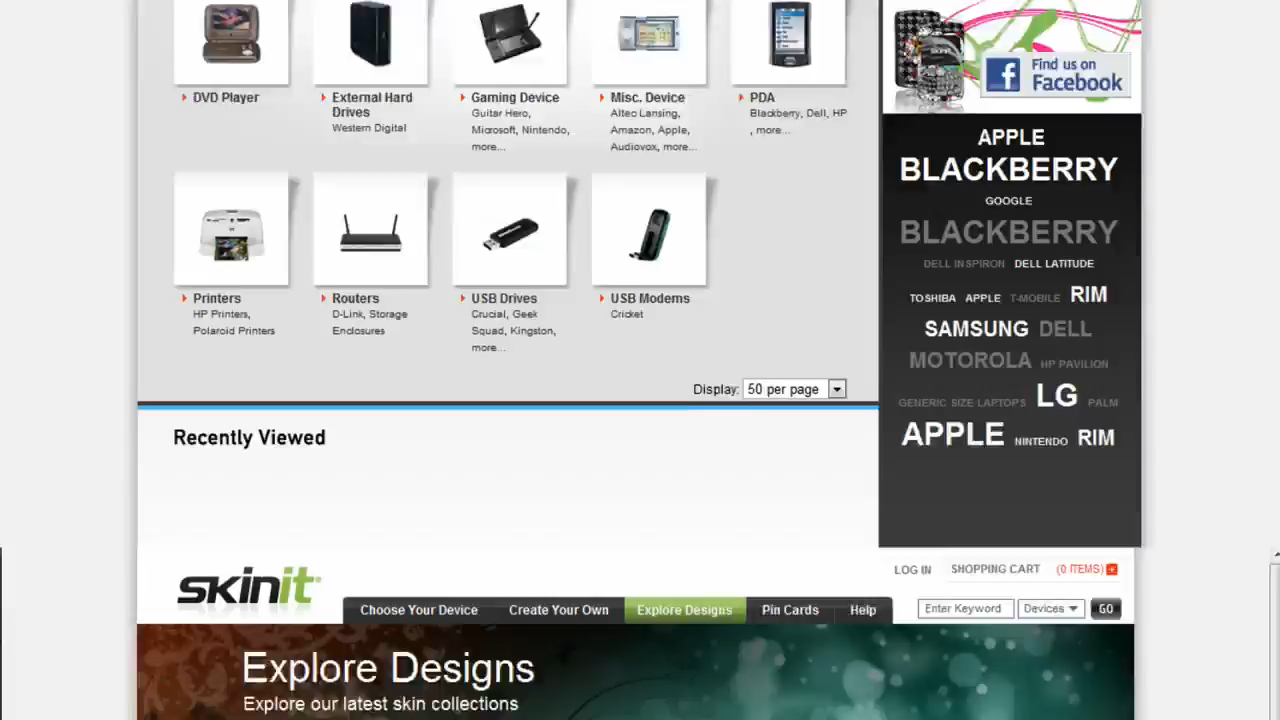 DVD Player
External Hard
Drives
Western Digital
Gaming Device
Guitar Hero,
Microsoft, Nintendo,
more...
Misc. Device
Altec Lansing,
Amazon, Apple,
Audiovox, more...
PDA
Blackberry, Dell, HP
, more...
Printers
HP Printers,
Polaroid Printers
Routers
D-Link, Storage
Enclosures
USB Drives
Crucial, Geek
Squad, Kingston,
more...
USB Modems
Cricket
Display: 50 per page
Recently Viewed
Find us on
Facebook
APPLE
BLACKBERRY
GOOGLE
BLACKBERRY
DELL INSPIRON DELL LATITUDE
TOSHIBA APPLE T-MOBILE RIM
SAMSUNG DELL
MOTOROLA HP PAVILION
GENERIC SIZE LAPTOPS LG PALM
APPLE NINTENDO RIM
skinit
LOG IN SHOPPING CART (0 ITEMS)
Choose Your Device Create Your Own Explore Designs Pin Cards Help Enter Keyword Devices GO
Explore Designs
Explore our latest skin collections